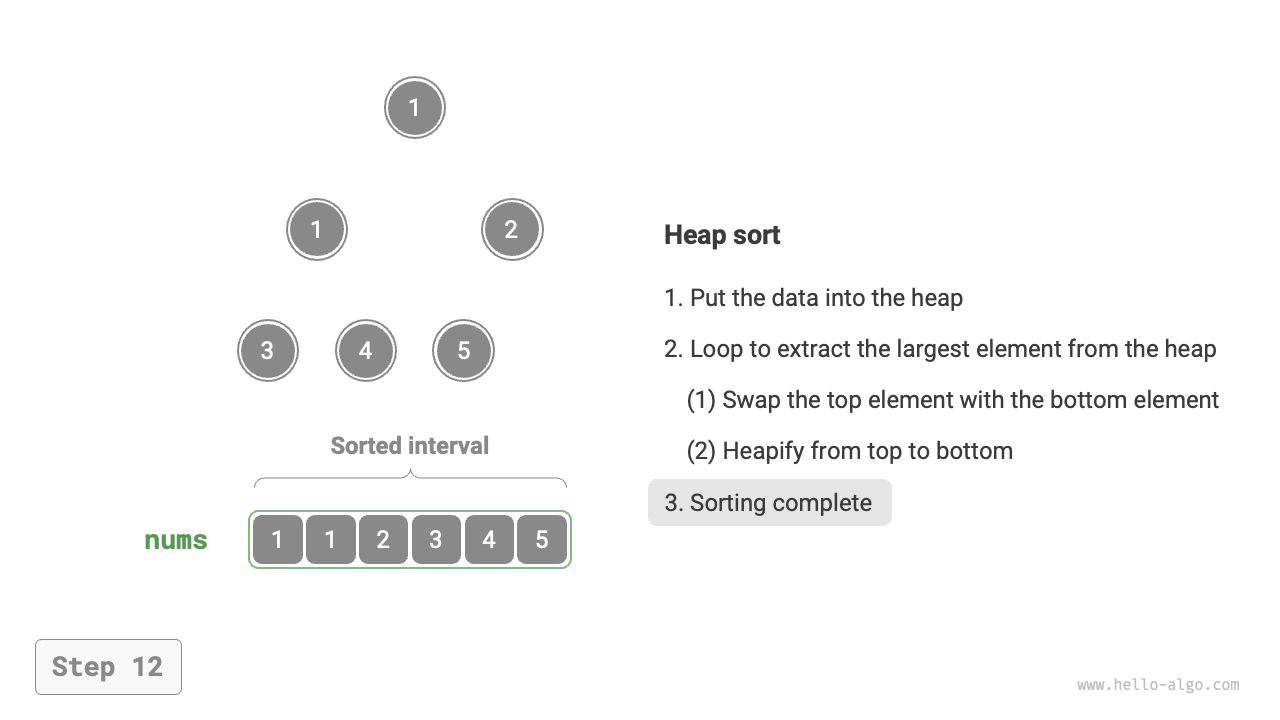 1
1 2
3 4 5
Sorted interval
nums 1 1 2 3 4 5
Heap sort
1. Put the data into the heap
2. Loop to extract the largest element from the heap
(1) Swap the top element with the bottom element
(2) Heapify from top to bottom
3. Sorting complete
Step 12
www.hello-algo.com